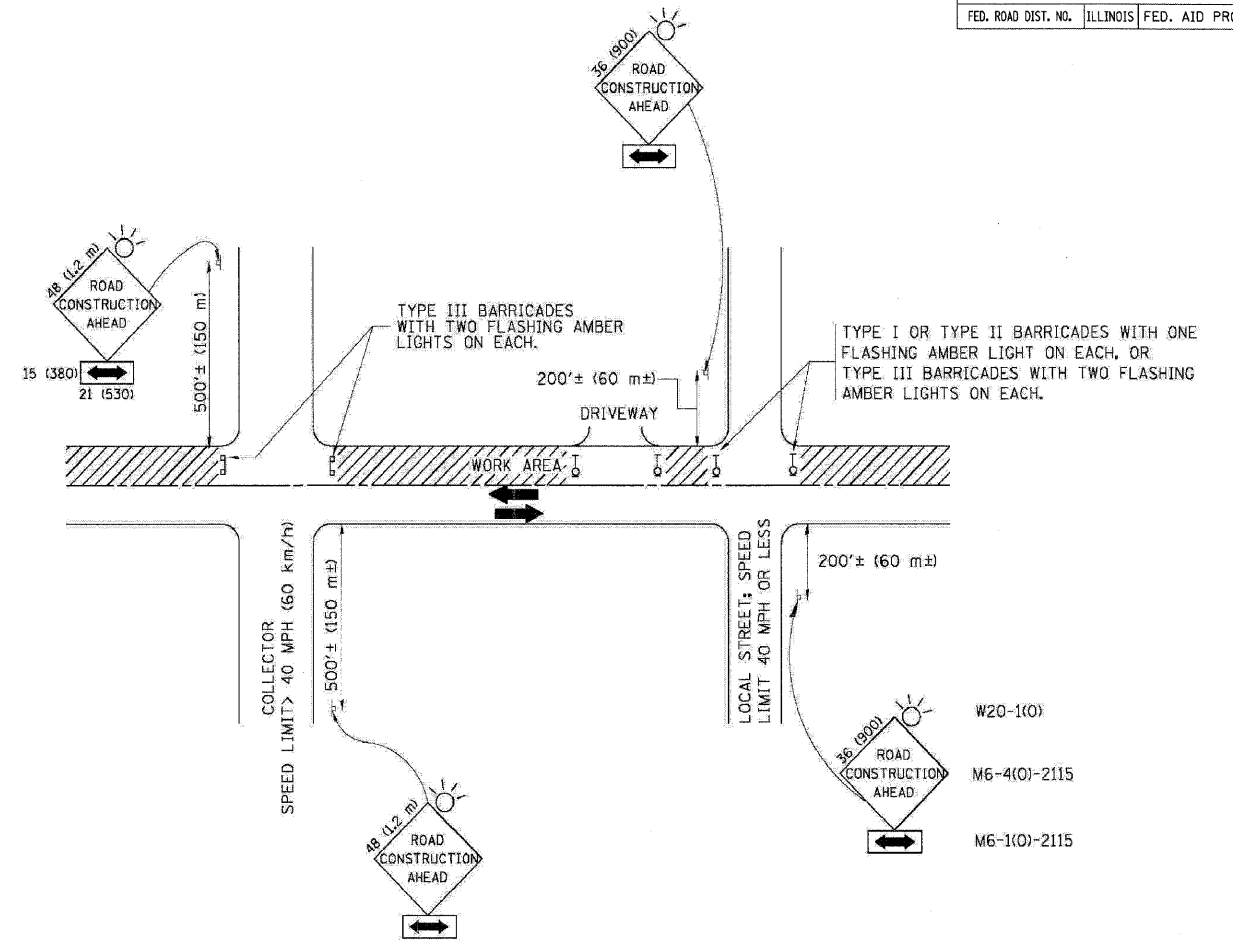 FED. ROAD DIST. NO. ILLINOIS FED. AID
36 (900)
ROAD
CONSTRUCTION
AHEAD
48 (1.2 m)
ROAD
CONSTRUCTION
AHEAD
15 (380)
21 (530)
500'± (150 m)
TYPE III BARRICADES
WITH TWO FLASHING AMBER
LIGHTS ON EACH.
200'± (60 m±)
DRIVEWAY
TYPE I OR TYPE II BARRICADES WITH ONE
FLASHING AMBER LIGHT ON EACH, OR
TYPE III BARRICADES WITH TWO FLASHING
AMBER LIGHTS ON EACH.
WORK AREA
COLLECTOR
SPEED LIMIT> 40 MPH (60 km/h)
500'± (150 m±)
LOCAL STREET; SPEED
LIMIT 40 MPH OR LESS
200'± (60 m±)
48 (1.2 m)
ROAD
CONSTRUCTION
AHEAD
36 (900)
ROAD
CONSTRUCTION
AHEAD
W20-1(O)
M6-4(O)-2115
M6-1(O)-2115